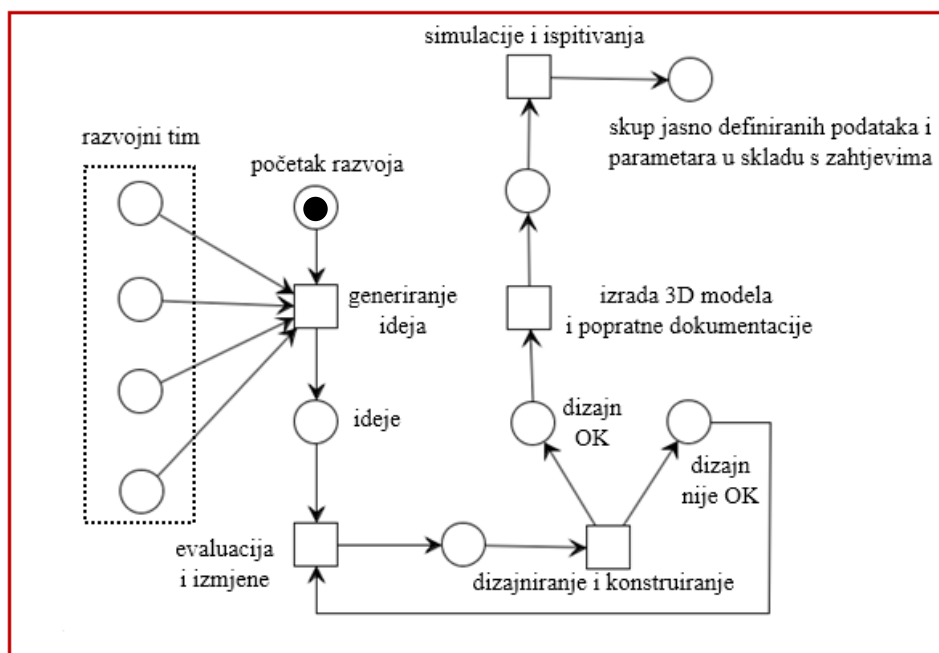 simulacije i ispitivanja
razvojni tim
skup jasno definiranih podataka i
parametara u skladu s zahtjevima
početak razvoja
generiranje
ideja
izrada 3D modela
i popratne dokumentacije
ideje
dizajn
OK
dizajn
nije OK
evaluacija
i izmjene
dizajniranje i konstruiranje